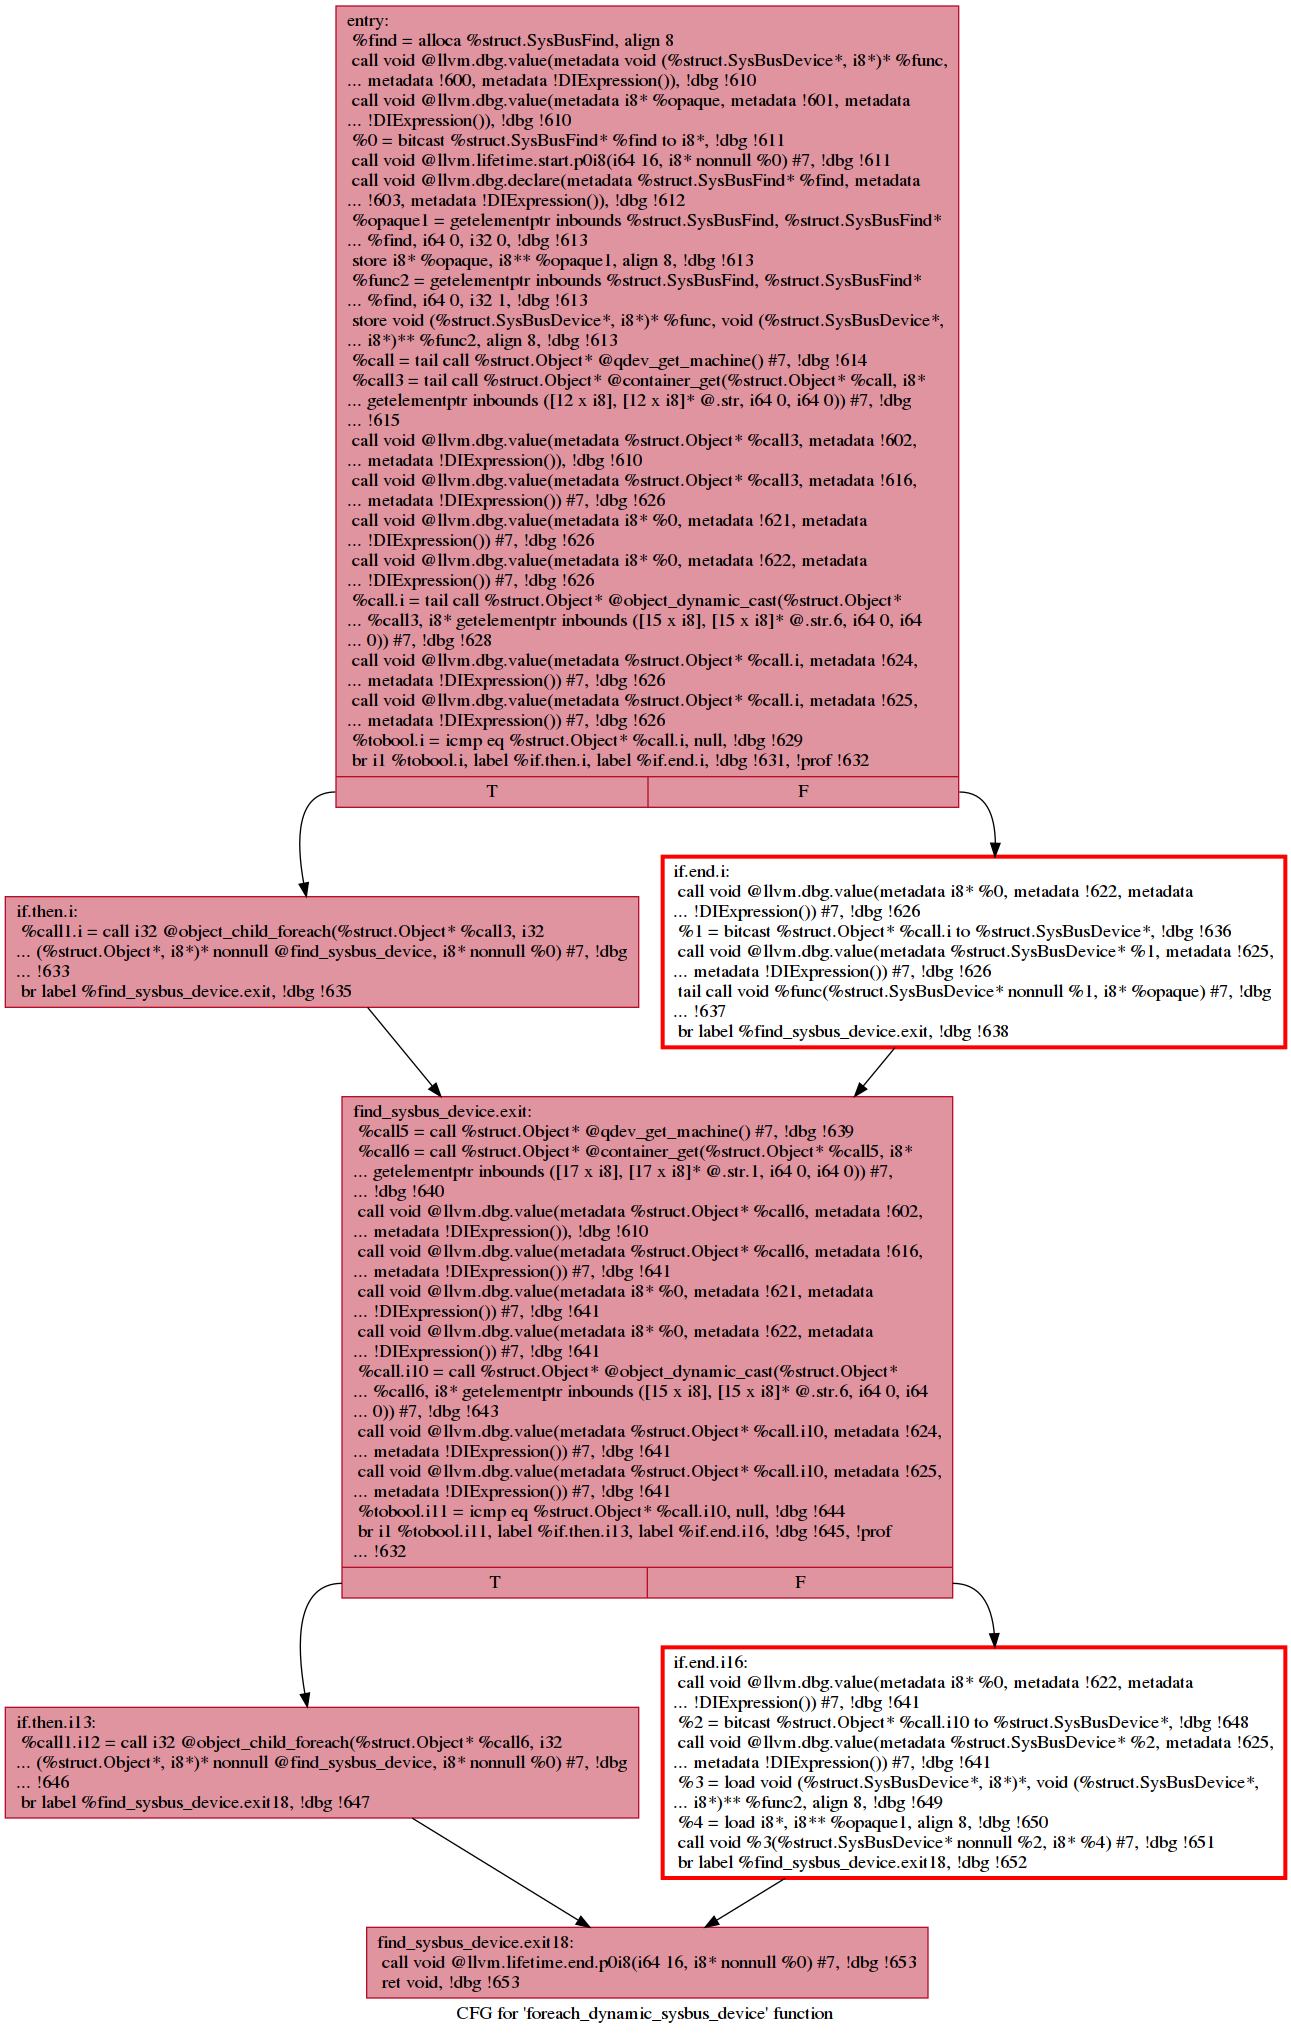 entry:
%find = alloca %struct.SysBusFind, align 8
call void @llvm.dbg.value(metadata void (%struct.SysBusDevice*, i8*)* %func,
... metadata !600, metadata !DIExpression()), !dbg !610
call void @llvm.dbg.value(metadata i8* %opaque, metadata !601, metadata
... !DIExpression()), !dbg !610
%0 = bitcast %struct.SysBusFind* %find to i8*, !dbg !611
call void @llvm.lifetime.start.p0i8(i64 16, i8* nonnull %0) #7, !dbg !611
call void @llvm.dbg.declare(metadata %struct.SysBusFind* %find, metadata
... !603, metadata !DIExpression()), !dbg !612
%opaque1 = getelementptr inbounds %struct.SysBusFind, %struct.SysBusFind*
... %find, i64 0, i32 0, !dbg !613
store i8* %opaque, i8** %opaque1, align 8, !dbg !613
%func2 = getelementptr inbounds %struct.SysBusFind, %struct.SysBusFind*
... %find, i64 0, i32 1, !dbg !613
store void (%struct.SysBusDevice*, i8*)* %func, void (%struct.SysBusDevice*,
... i8*)** %func2, align 8, !dbg !613
%call = tail call %struct.Object* @qdev_get_machine() #7, !dbg !614
%call3 = tail call %struct.Object* @container_get(%struct.Object* %call, i8*
... getelementptr inbounds ([12 x i8], [12 x i8]* @.str, i64 0, i64 0)) #7, !dbg
... !615
call void @llvm.dbg.value(metadata %struct.Object* %call3, metadata !602,
... metadata !DIExpression()), !dbg !610
call void @llvm.dbg.value(metadata %struct.Object* %call3, metadata !616,
... metadata !DIExpression()) #7, !dbg !626
call void @llvm.dbg.value(metadata i8* %0, metadata !621, metadata
... !DIExpression()) #7, !dbg !626
call void @llvm.dbg.value(metadata i8* %0, metadata !622, metadata
... !DIExpression()) #7, !dbg !626
%call.i = tail call %struct.Object* @object_dynamic_cast(%struct.Object*
... %call3, i8* getelementptr inbounds ([15 x i8], [15 x i8]* @.str.6, i64 0, i64
... 0)) #7, !dbg !628
call void @llvm.dbg.value(metadata %struct.Object* %call.i, metadata !624,
... metadata !DIExpression()) #7, !dbg !626
call void @llvm.dbg.value(metadata %struct.Object* %call.i, metadata !625,
... metadata !DIExpression()) #7, !dbg !626
%tobool.i = icmp eq %struct.Object* %call.i, null, !dbg !629
br i1 %tobool.i, label %if.then.i, label %if.end.i, !dbg !631, !prof !632
T
F
if.then.i:
%call1.i = call i32 @object_child_foreach(%struct.Object* %call3, i32
... (%struct.Object*, i8*)* nonnull @find_sysbus_device, i8* nonnull %0) #7, !dbg
... !633
br label %find_sysbus_device.exit, !dbg !635
if.end.i:
call void @llvm.dbg.value(metadata i8* %0, metadata !622, metadata
... !DIExpression()) #7, !dbg !626
%1 = bitcast %struct.Object* %call.i to %struct.SysBusDevice*, !dbg !636
call void @llvm.dbg.value(metadata %struct.SysBusDevice* %1, metadata !625,
... metadata !DIExpression()) #7, !dbg !626
tail call void %func(%struct.SysBusDevice* nonnull %1, i8* %opaque) #7, !dbg
... !637
br label %find_sysbus_device.exit, !dbg !638
find_sysbus_device.exit:
%call5 = call %struct.Object* @qdev_get_machine() #7, !dbg !639
%call6 = call %struct.Object* @container_get(%struct.Object* %call5, i8*
... getelementptr inbounds ([17 x i8], [17 x i8]* @.str.1, i64 0, i64 0)) #7,
... !dbg !640
call void @llvm.dbg.value(metadata %struct.Object* %call6, metadata !602,
... metadata !DIExpression()), !dbg !610
call void @llvm.dbg.value(metadata %struct.Object* %call6, metadata !616,
... metadata !DIExpression()) #7, !dbg !641
call void @llvm.dbg.value(metadata i8* %0, metadata !621, metadata
... !DIExpression()) #7, !dbg !641
call void @llvm.dbg.value(metadata i8* %0, metadata !622, metadata
... !DIExpression()) #7, !dbg !641
%call.i10 = call %struct.Object* @object_dynamic_cast(%struct.Object*
... %call6, i8* getelementptr inbounds ([15 x i8], [15 x i8]* @.str.6, i64 0, i64
... 0)) #7, !dbg !643
call void @llvm.dbg.value(metadata %struct.Object* %call.i10, metadata !624,
... metadata !DIExpression()) #7, !dbg !641
call void @llvm.dbg.value(metadata %struct.Object* %call.i10, metadata !625,
... metadata !DIExpression()) #7, !dbg !641
%tobool.i11 = icmp eq %struct.Object* %call.i10, null, !dbg !644
br i1 %tobool.i11, label %if.then.i13, label %if.end.i16, !dbg !645, !prof
... !632
T
F
if.then.i13:
%call1.i12 = call i32 @object_child_foreach(%struct.Object* %call6, i32
... (%struct.Object*, i8*)* nonnull @find_sysbus_device, i8* nonnull %0) #7, !dbg
... !646
br label %find_sysbus_device.exit18, !dbg !647
if.end.i16:
call void @llvm.dbg.value(metadata i8* %0, metadata !622, metadata
... !DIExpression()) #7, !dbg !641
%2 = bitcast %struct.Object* %call.i10 to %struct.SysBusDevice*, !dbg !648
call void @llvm.dbg.value(metadata %struct.SysBusDevice* %2, metadata !625,
... metadata !DIExpression()) #7, !dbg !641
%3 = load void (%struct.SysBusDevice*, i8*)*, void (%struct.SysBusDevice*,
... i8*)** %func2, align 8, !dbg !649
%4 = load i8*, i8** %opaque1, align 8, !dbg !650
call void %3(%struct.SysBusDevice* nonnull %2, i8* %4) #7, !dbg !651
br label %find_sysbus_device.exit18, !dbg !652
find_sysbus_device.exit18:
call void @llvm.lifetime.end.p0i8(i64 16, i8* nonnull %0) #7, !dbg !653
ret void, !dbg !653
CFG for 'foreach_dynamic_sysbus_device' function